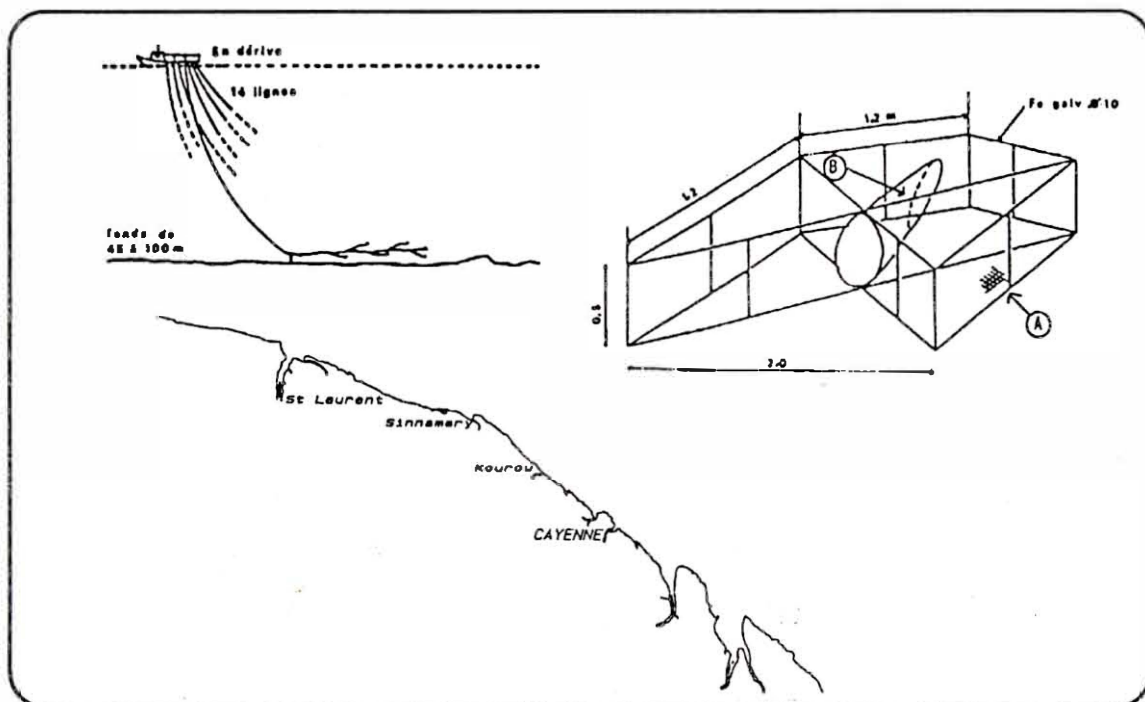 En dérive
14 lignes
fonds de
45 à 100 m
1.2 m
Fe galv. Ø 10
B
1.2
0.5
A
2.0
St Laurent
Sinnamary
Kourou
CAYENNE